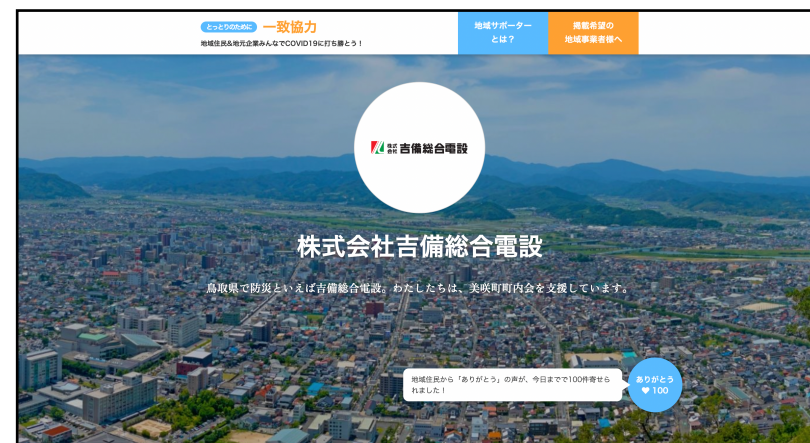 とっとりのために 一致協力
地域住民&地元企業みんなでCOVID19に打ち勝とう！
地域サポーター
とは？
掲載希望の
地域事業者様へ
株式会社 吉備総合電設
株式会社吉備総合電設
鳥取県で防災といえば吉備總合電設。わたしたちは、美咲町町内会を支援しています。
地域住民から「ありがとう」の声が、今日までで100件寄せら
れました！
ありがとう
♥ 100